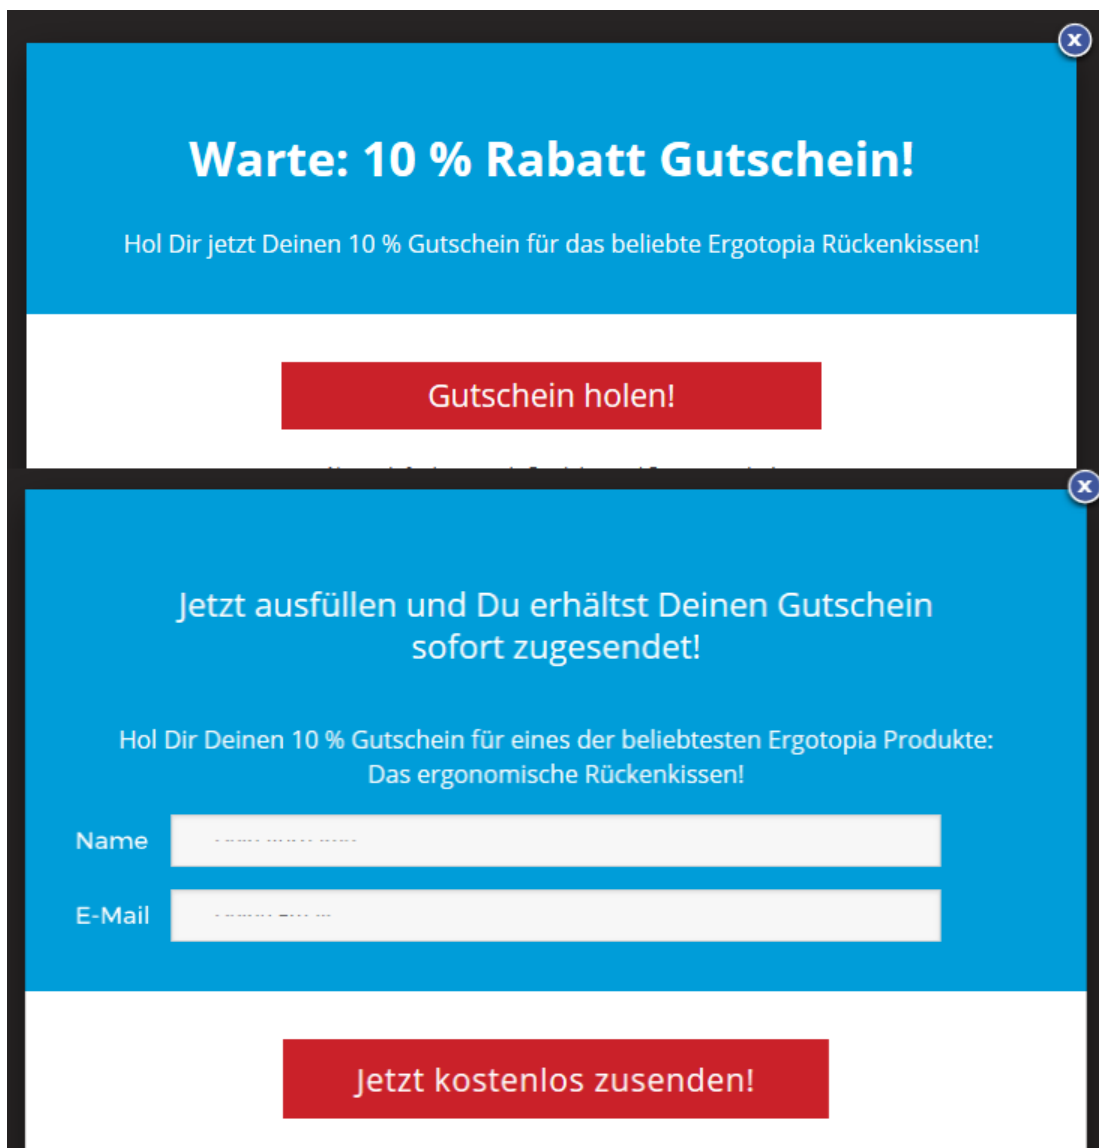 x
Warte: 10 % Rabatt Gutschein!
Hol Dir jetzt Deinen 10 % Gutschein für das beliebte Ergotopia Rückenkissen!
Gutschein holen!
x
Jetzt ausfüllen und Du erhältst Deinen Gutschein
sofort zugesendet!
Hol Dir Deinen 10 % Gutschein für eines der beliebtesten Ergotopia Produkte:
Das ergonomische Rückenkissen!
Name
E-Mail
Jetzt kostenlos zusenden!